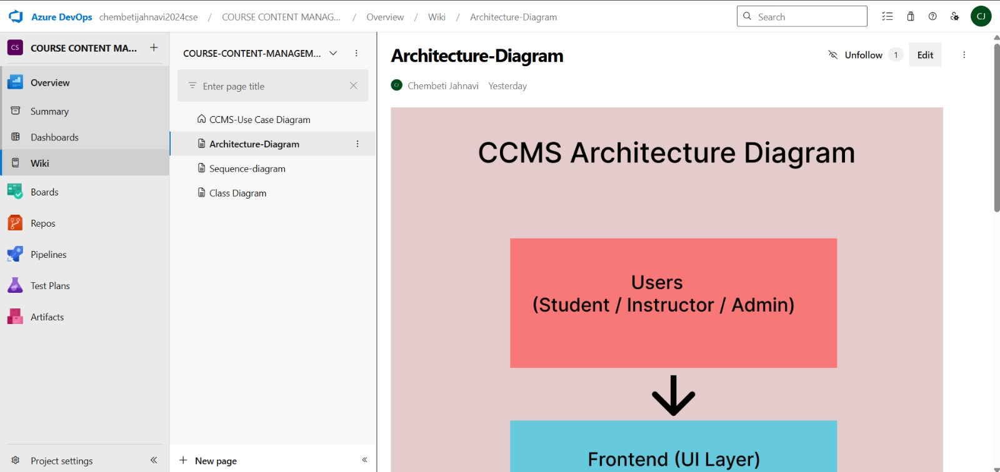 Azure DevOps chembetijahnavi2024cse / COURSE CONTENT MANAG... / Overview / Wiki / Architecture-Diagram
Search
CJ
CS COURSE CONTENT MA...
Overview
Summary
Dashboards
Wiki
Boards
Repos
Pipelines
Test Plans
Artifacts
Project settings
COURSE-CONTENT-MANAGEM...
Enter page title
CCMS-Use Case Diagram
Architecture-Diagram
Sequence-diagram
Class Diagram
New page
Architecture-Diagram
Unfollow 1 Edit
CJ Chembeti Jahnavi Yesterday
CCMS Architecture Diagram
Users
(Student / Instructor / Admin)
Frontend (UI Layer)